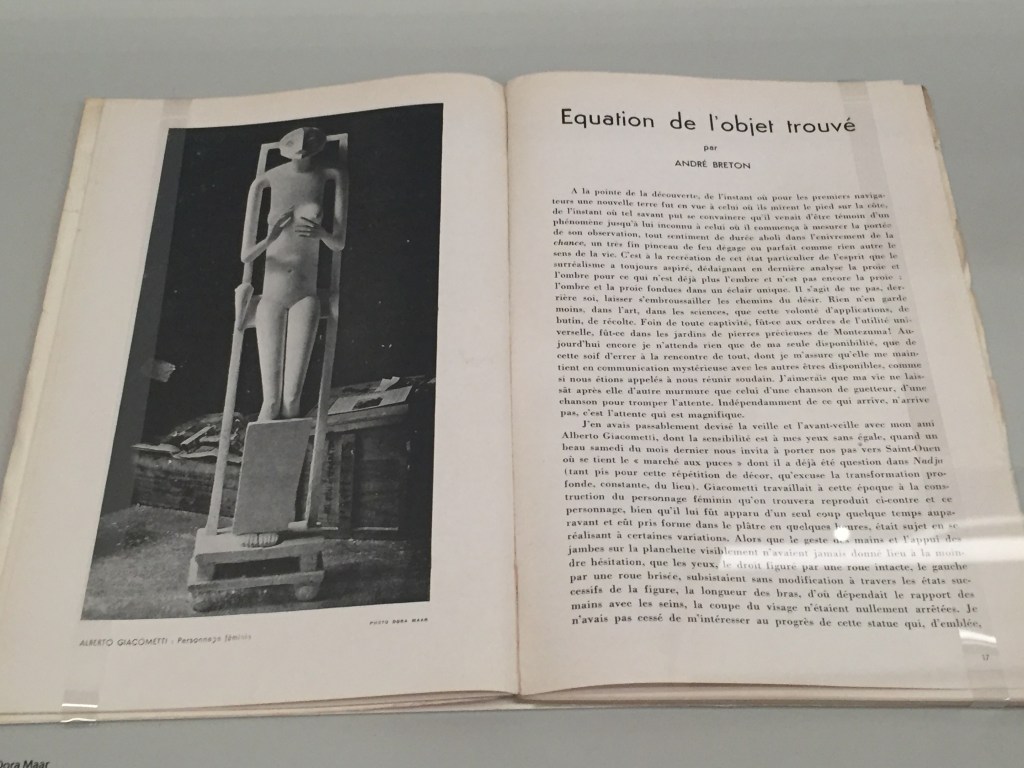 PHOTO DORA MAAR
ALBERTO GIACOMETTI : Personnage féminin
Equation de l'objet trouvé
par
ANDRÉ BRETON
A la pointe de la découverte, de l'instant où pour les premiers naviga-
teurs une nouvelle terre fut en vue à celui où ils mirent le pied sur la côte,
de l'instant où tel savant put se convaincre qu'il venait d'être témoin d'un
phénomène jusqu'à lui inconnu à celui où il commença à mesurer la portée
de son observation, tout sentiment de durée aboli dans l'enivrement de la
chance, un très fin pinceau de feu dégage ou parfait comme rien autre le
sens de la vie. C'est à la recréation de cet état particulier de l'esprit que le
surréalisme a toujours aspiré, dédaignant en dernière analyse la proie et
l'ombre pour ce qui n'est déjà plus l'ombre et n'est pas encore la proie :
l'ombre et la proie fondues dans un éclair unique. Il s'agit de ne pas, der-
rière soi, laisser s'embroussailler les chemins du désir. Rien n'en garde
moins, dans l'art, dans les sciences, que cette volonté d'applications, de
butin, de récolte. Foin de toute captivité, fût-ce aux ordres de l'utilité uni-
verselle, fût-ce dans les jardins de pierres précieuses de Montezuma! Au-
jourd'hui encore je n'attends rien que de ma seule disponibilité, que de
cette soif d'errer à la rencontre de tout, dont je m'assure qu'elle me main-
tient en communication mystérieuse avec les autres êtres disponibles, comme
si nous étions appelés à nous réunir soudain. J'aimerais que ma vie ne lais-
sât après elle d'autre murmure que celui d'une chanson de guetteur, d'une
chanson pour tromper l'attente. Indépendamment de ce qui arrive, n'arrive
pas, c'est l'attente qui est magnifique.
J'en avais passablement devisé la veille et l'avant-veille avec mon ami
Alberto Giacometti, dont la sensibilité est à mes yeux sans égale, quand un
beau samedi du mois dernier nous invita à porter nos pas vers Saint-Ouen
où se tient le « marché aux puces » dont il a déjà été question dans Nadja
(tant pis pour cette répétition de décor, qu'excuse la transformation pro-
fonde, constante, du lieu). Giacometti travaillait à cette époque à la cons-
truction du personnage féminin qu'on trouvera reproduit ci-contre et ce
personnage, bien qu'il lui fût apparu d'un seul coup quelque temps aupa-
ravant et eût pris forme dans le plâtre en quelques heures, était sujet en se
réalisant à certaines variations. Alors que le geste des mains et l'appui des
jambes sur la planchette visiblement n'avaient jamais donné lieu à la moin-
dre hésitation, que les yeux, le droit figuré par une roue intacte, le gauche
par une roue brisée, subsistaient sans modification à travers les états suc-
cessifs de la figure, la longueur des bras, d'où dépendait le rapport des
mains avec les seins, la coupe du visage n'étaient nullement arrêtées. Je
n'avais pas cessé de m'intéresser au progrès de cette statue qui, d'emblée,
17
Dora Maar